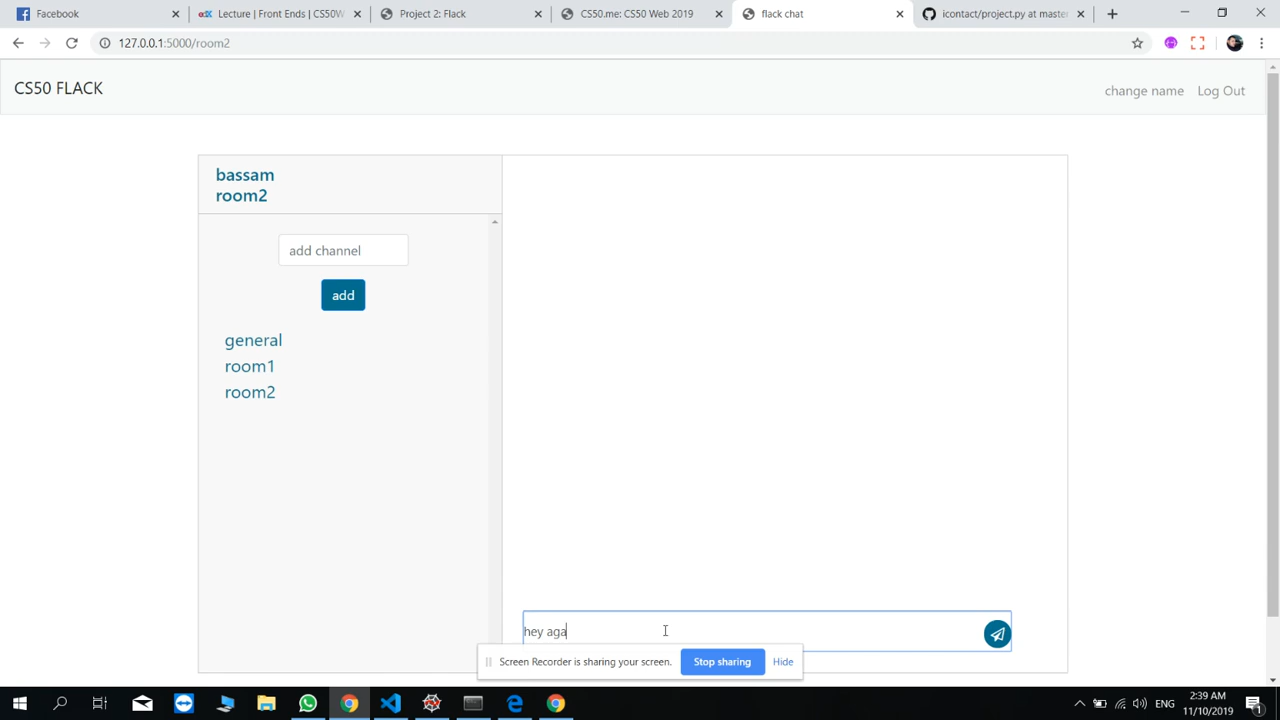 Facebook
Lecture | Front Ends | CS50W
Project 2: Flack
CS50.me: CS50 Web 2019
flack chat
icontact/project.py at master
127.0.0.1:5000/room2
CS50 FLACK
change name
Log Out
bassam
room2
add channel
add
general
room1
room2
hey aga
Screen Recorder is sharing your screen.
Stop sharing
Hide
ENG
2:39 AM
11/10/2019
1